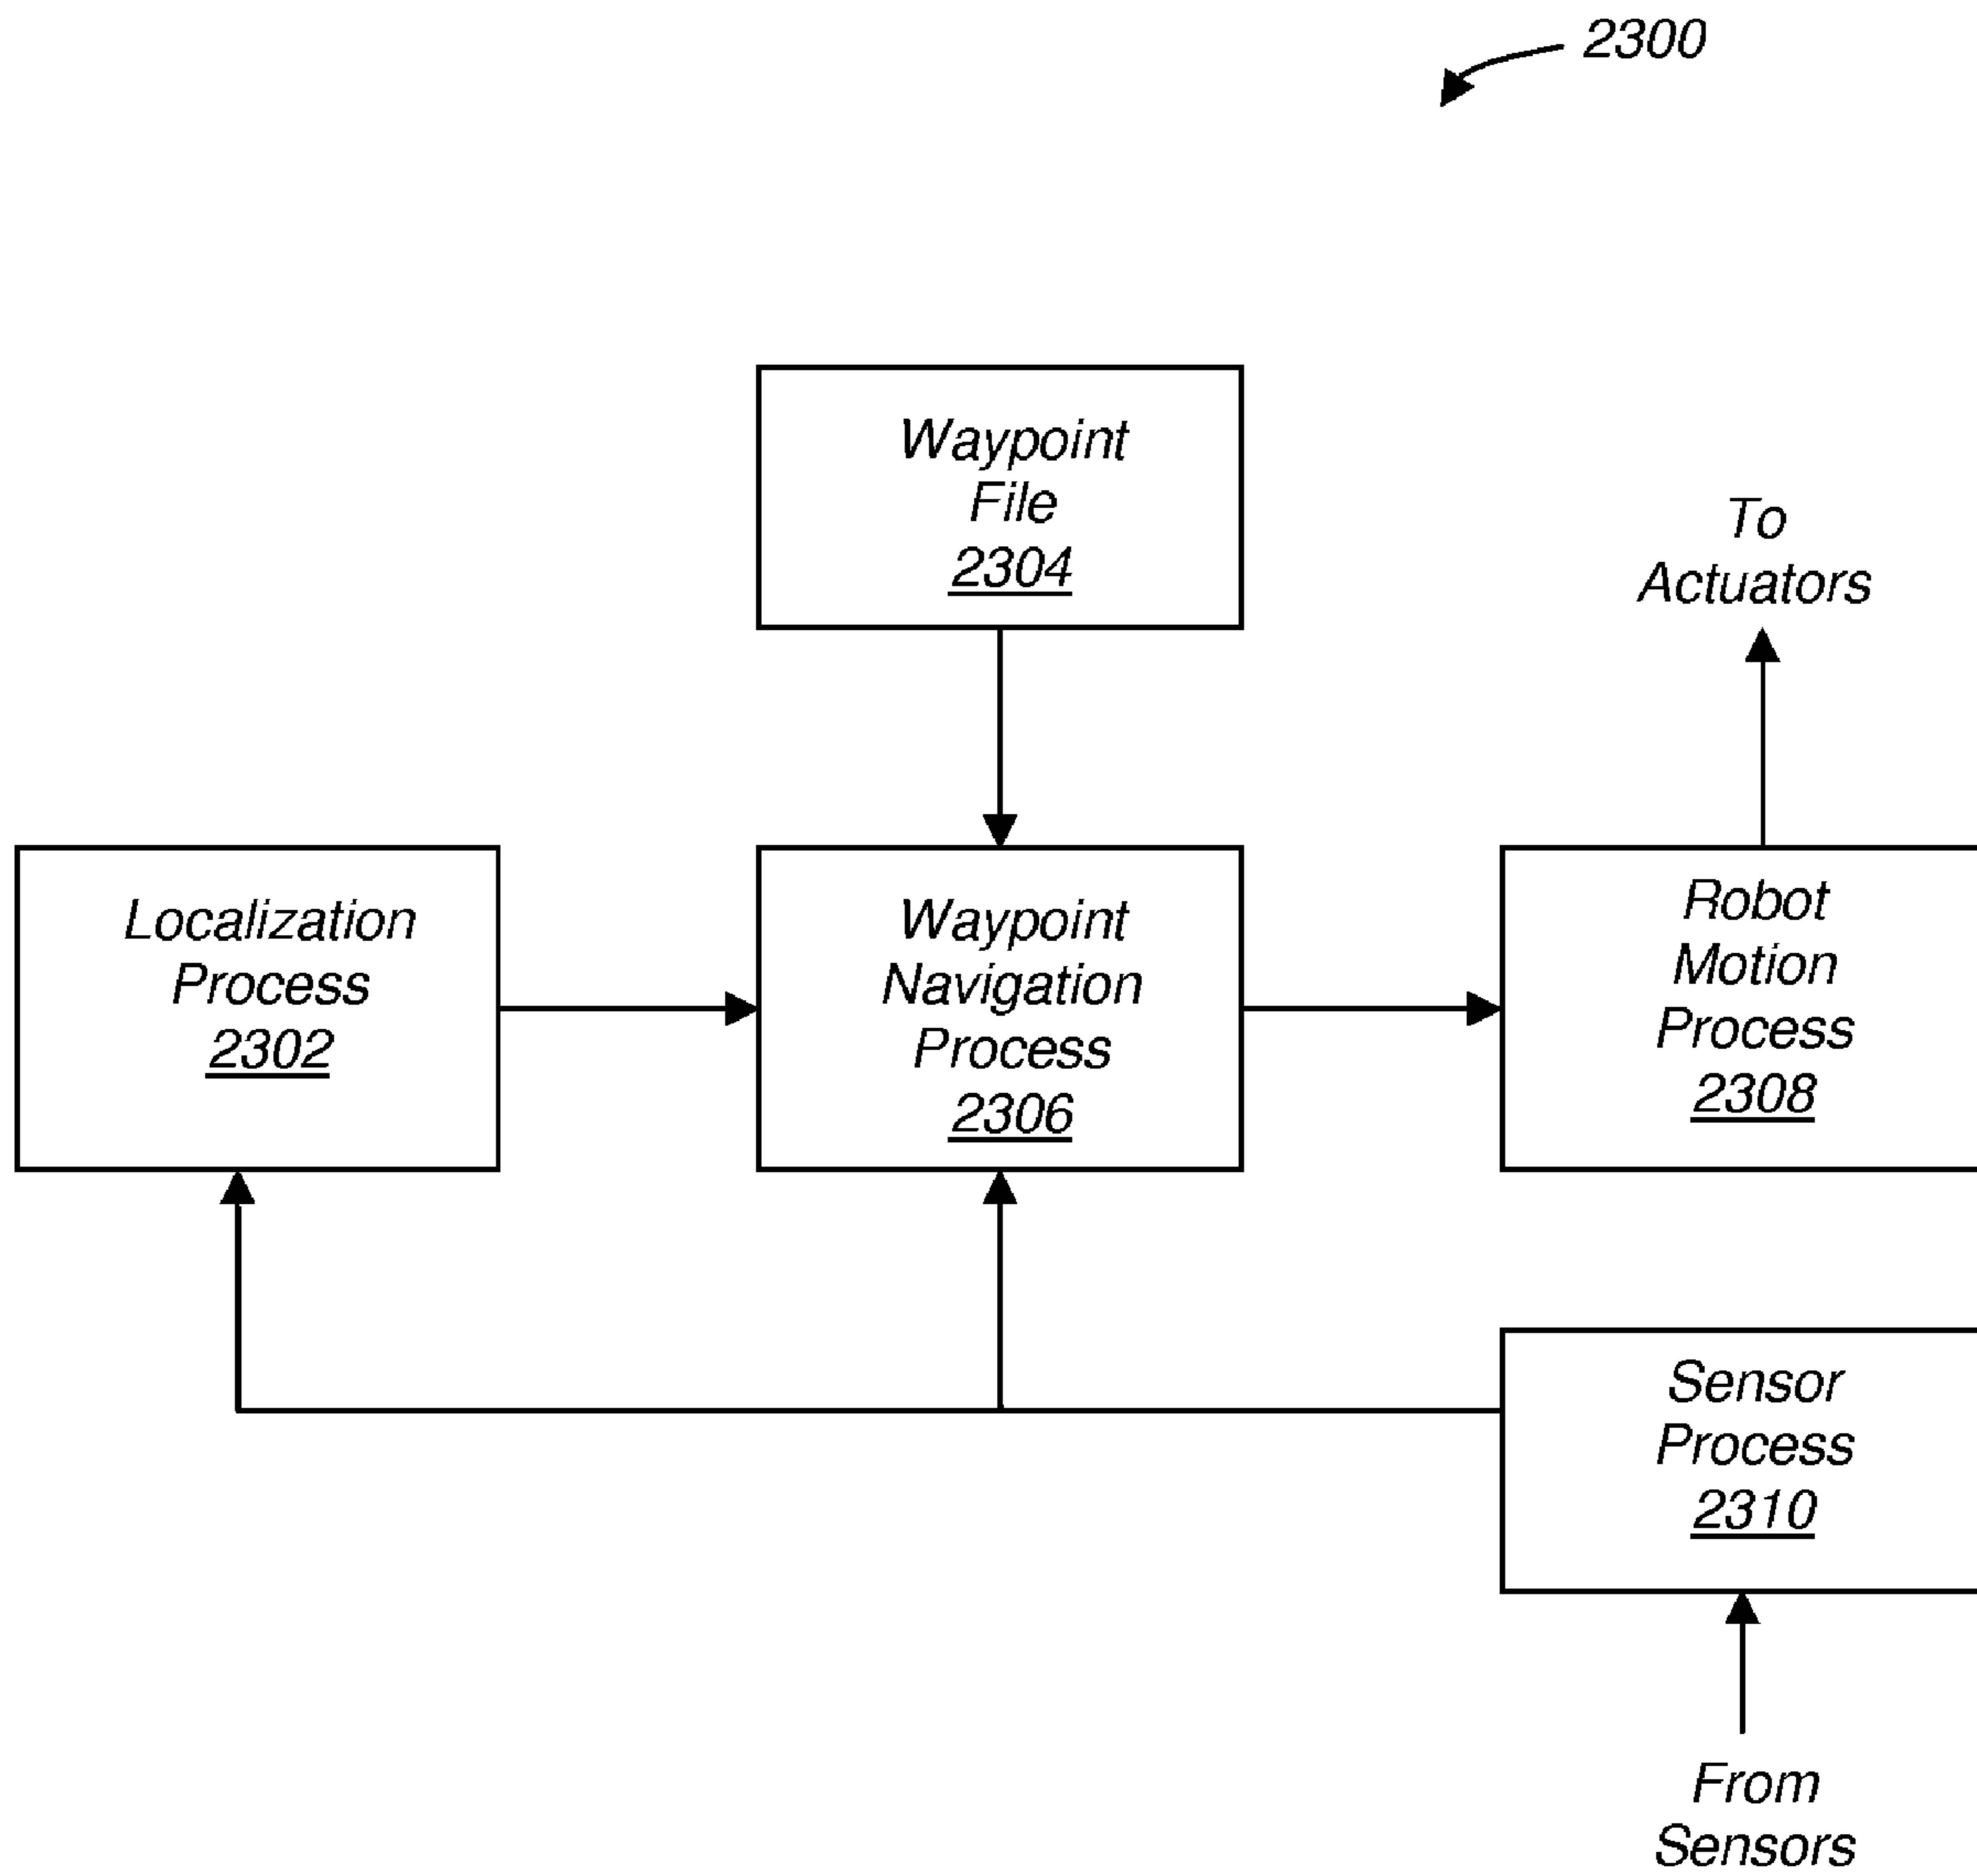 2300
Waypoint
File
2304
To
Actuators
Localization
Process
2302
Waypoint
Navigation
Process
2306
Robot
Motion
Process
2308
Sensor
Process
2310
From
Sensors